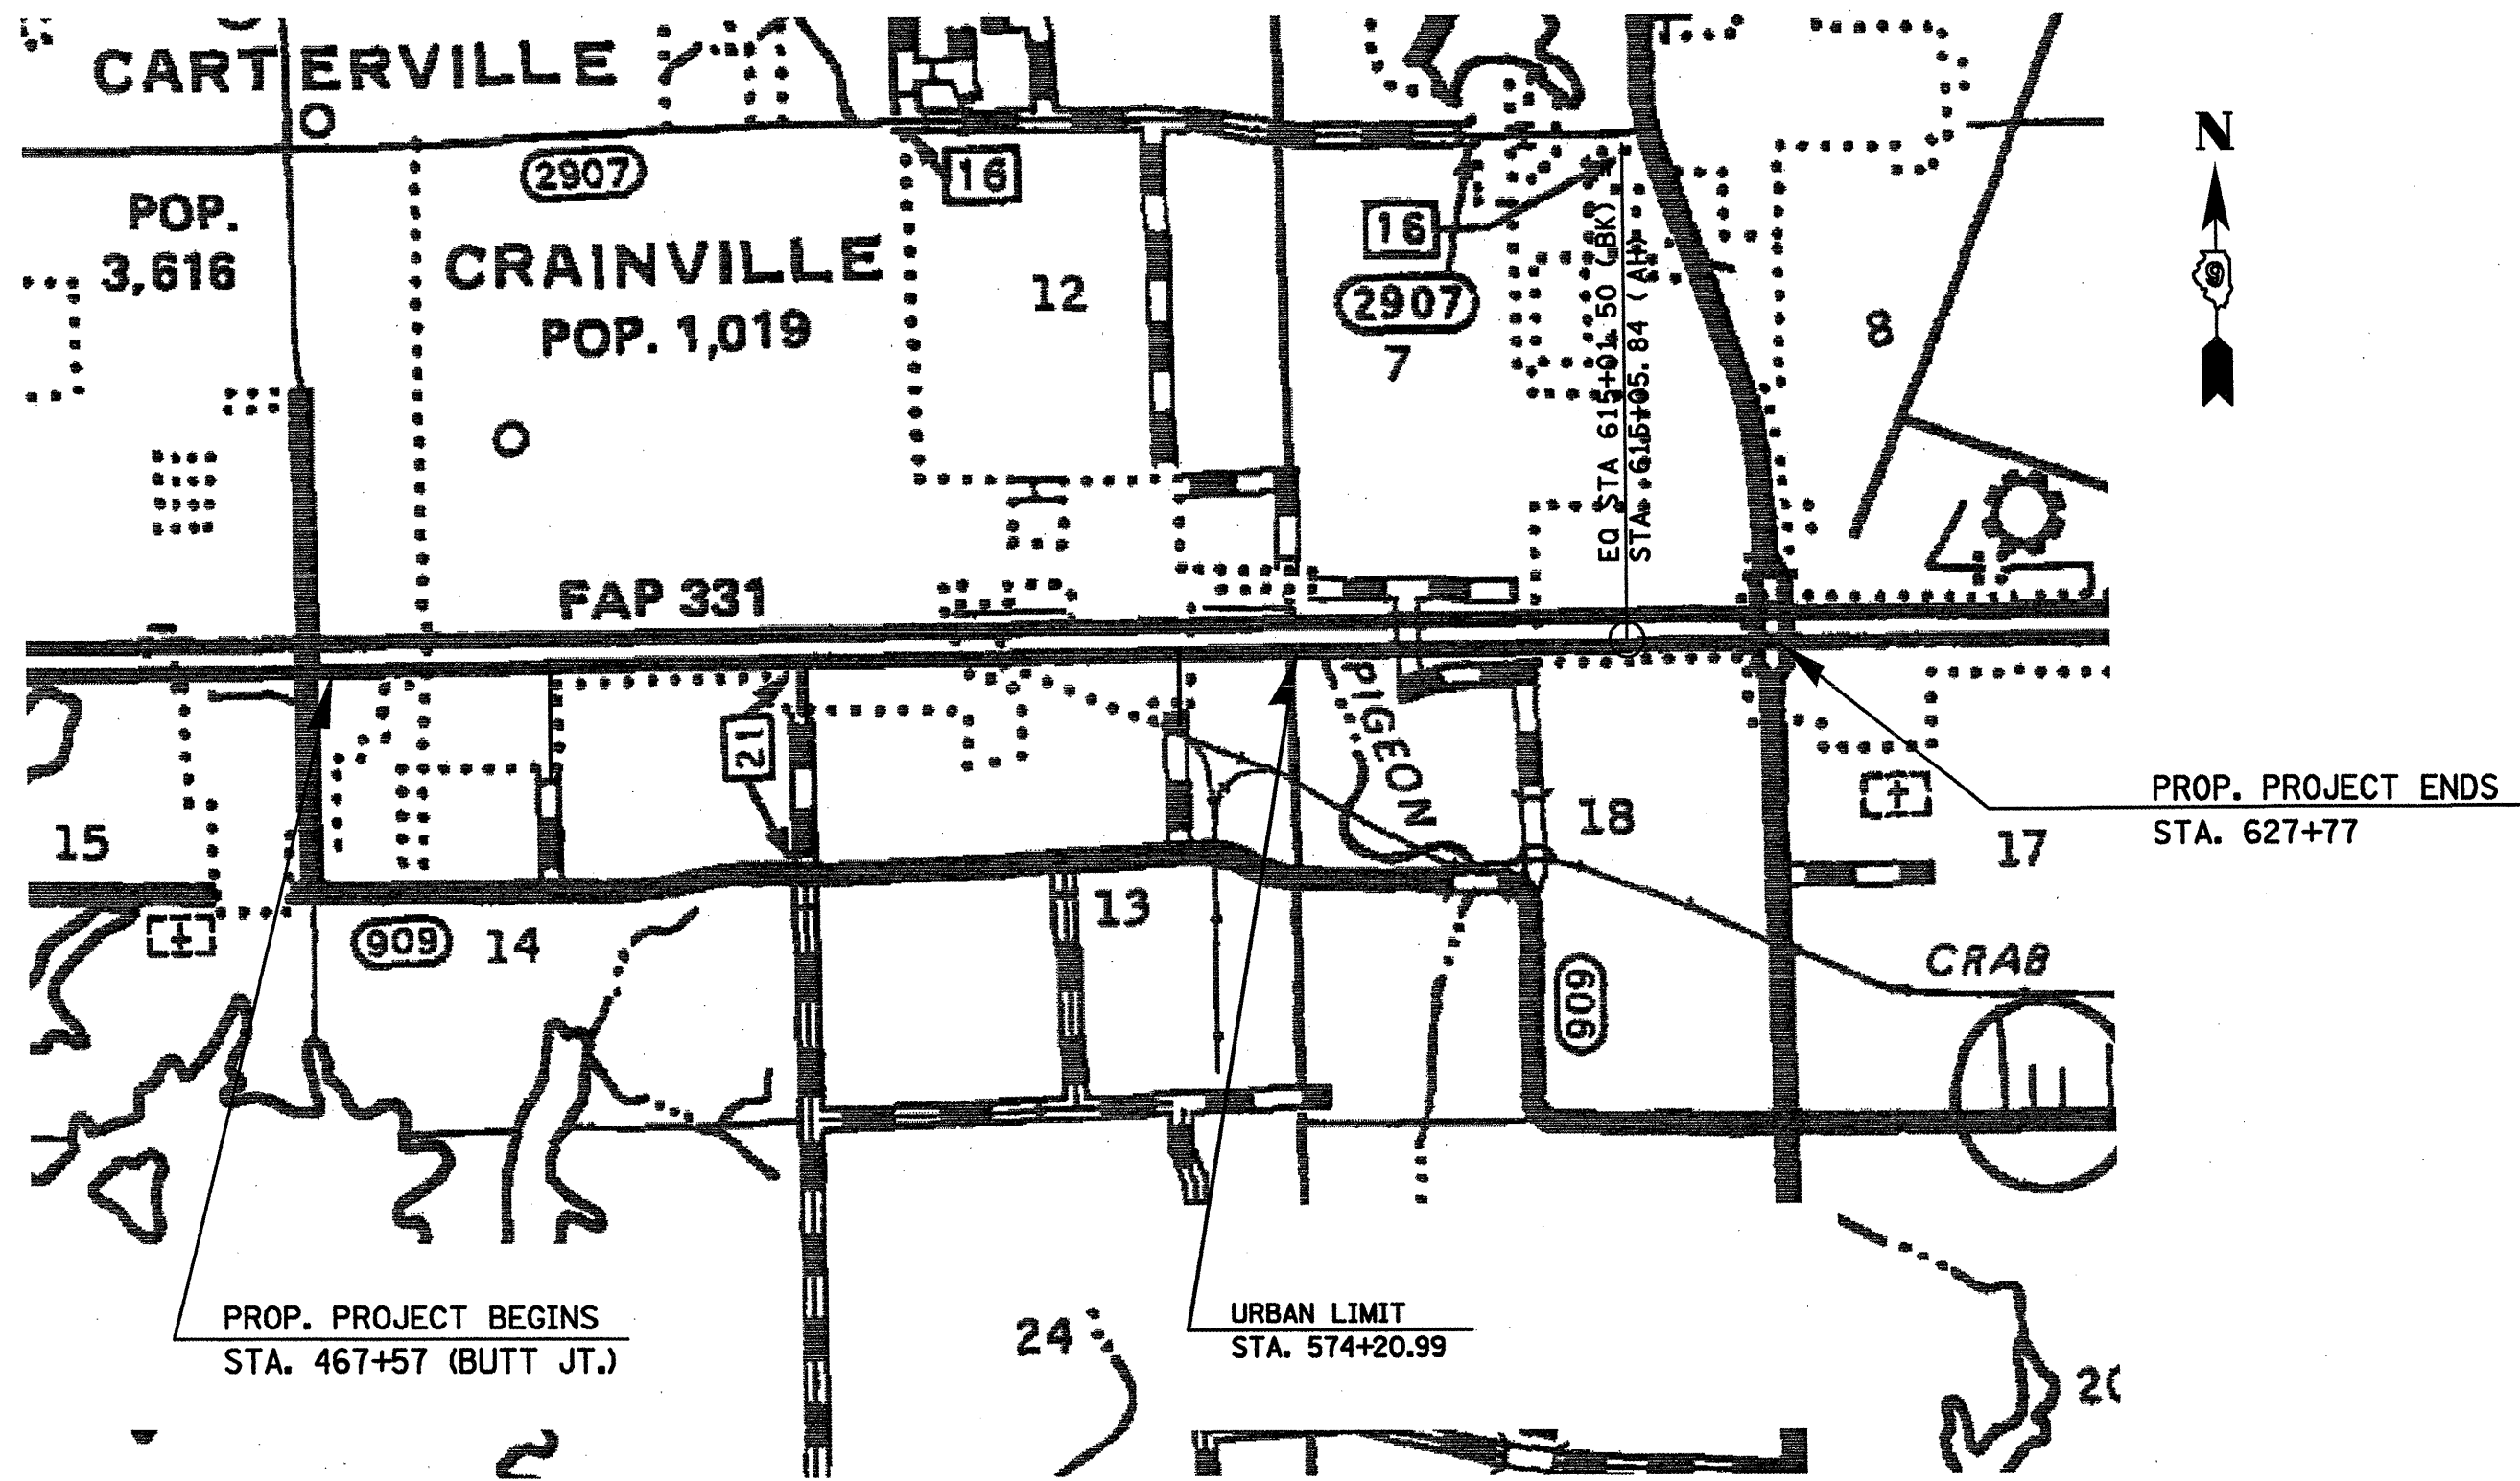 CARTERVILLE
N
2907
16
POP.
3,616
16
CRAINVILLE
12
2907
POP. 1,019
7
8
9
EQ STA 615+01.50 (BK)
STA. 615+05.84 (AH)
FAP 331
PIGEON
21
PROP. PROJECT ENDS
STA. 627+77
15
18
17
13
909
14
909
CRAB
PROP. PROJECT BEGINS
STA. 467+57 (BUTT JT.)
URBAN LIMIT
STA. 574+20.99
24